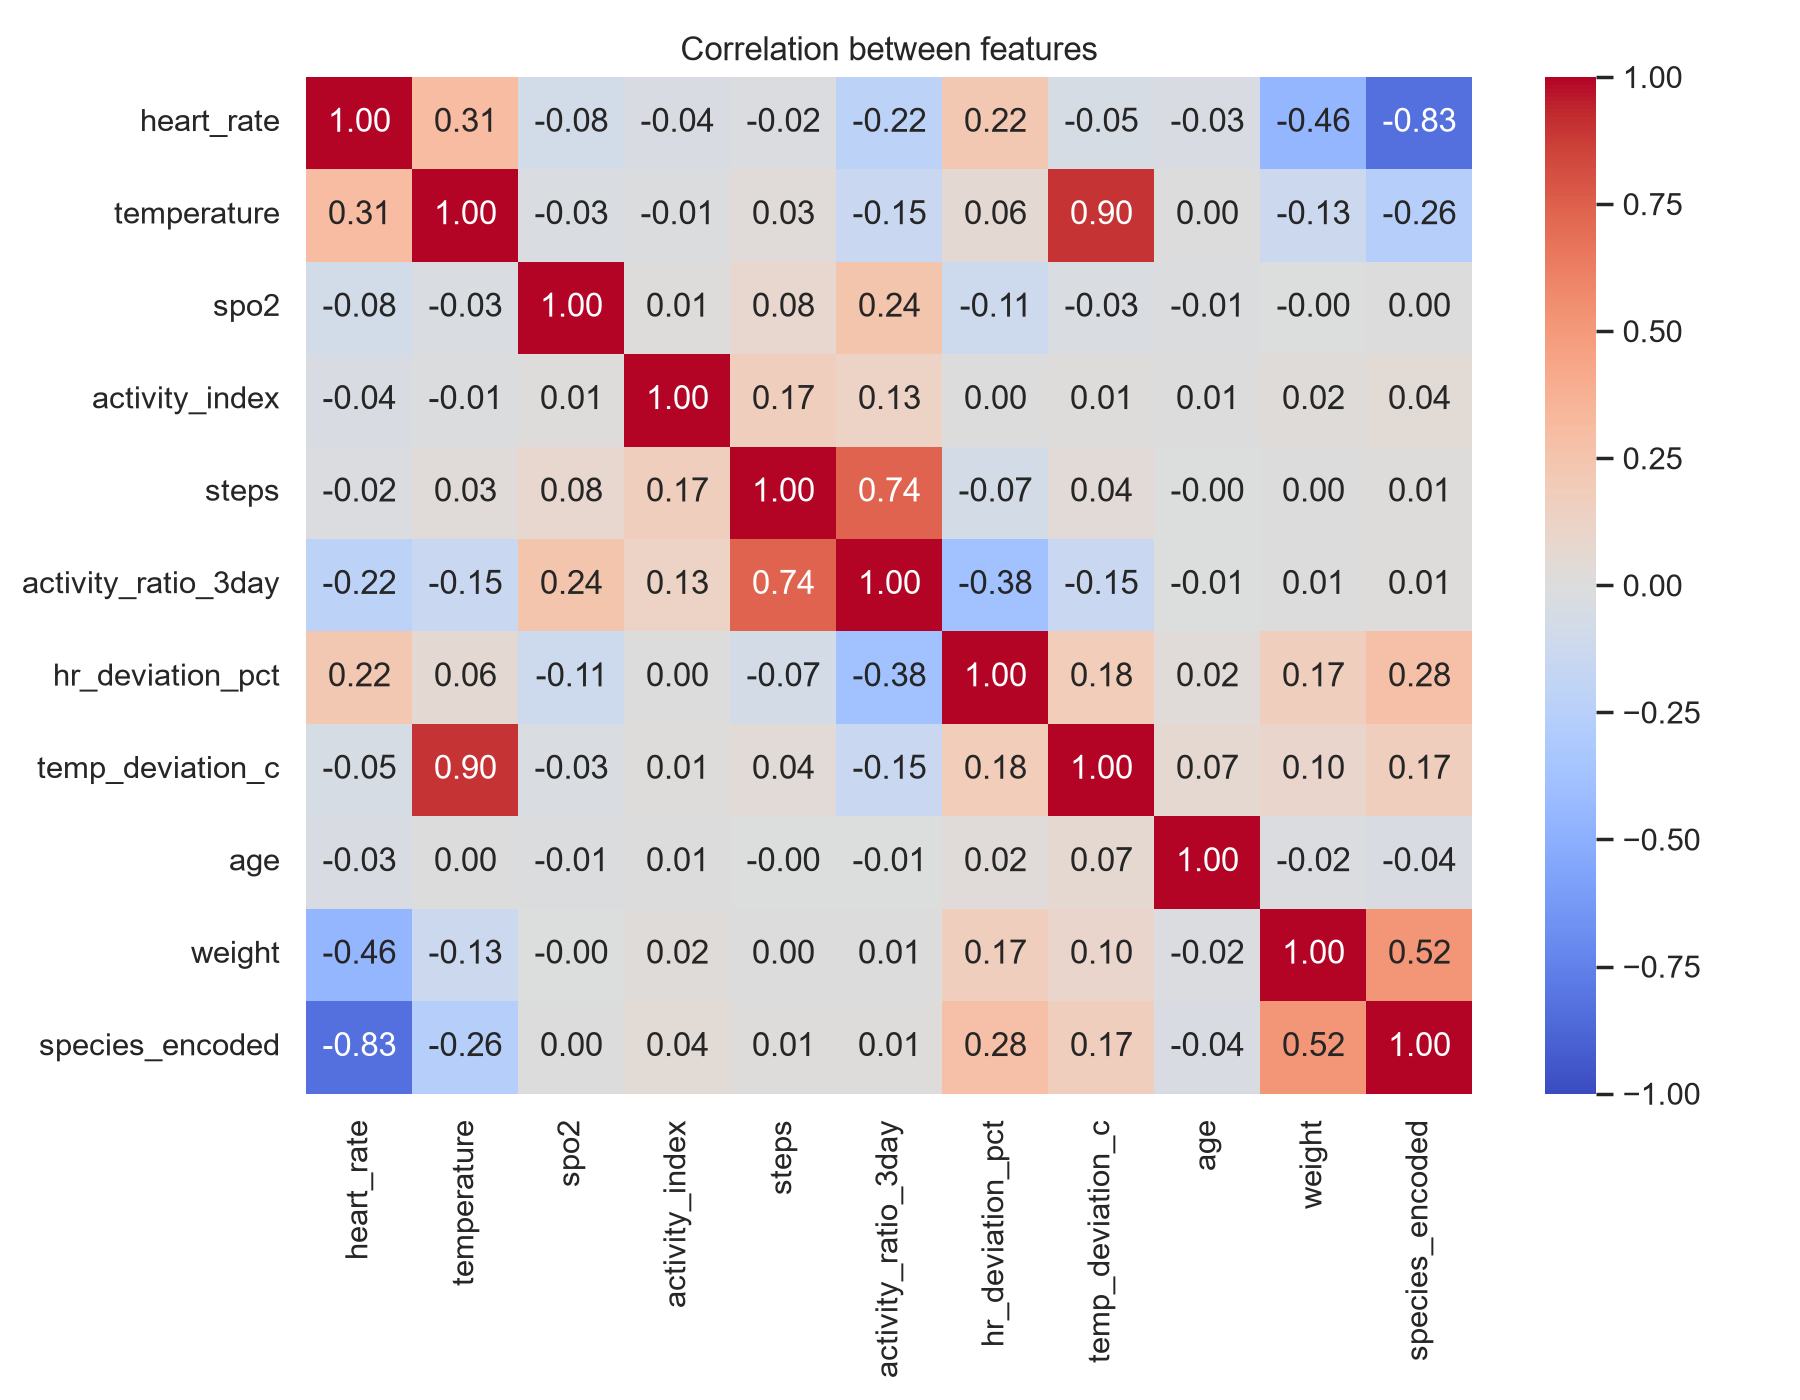 Correlation between features
heart_rate 1.00 0.31 -0.08 -0.04 -0.02 -0.22 0.22 -0.05 -0.03 -0.46 -0.83
temperature 0.31 1.00 -0.03 -0.01 0.03 -0.15 0.06 0.90 0.00 -0.13 -0.26
spo2 -0.08 -0.03 1.00 0.01 0.08 0.24 -0.11 -0.03 -0.01 -0.00 0.00
activity_index -0.04 -0.01 0.01 1.00 0.17 0.13 0.00 0.01 0.01 0.02 0.04
steps -0.02 0.03 0.08 0.17 1.00 0.74 -0.07 0.04 -0.00 0.00 0.01
activity_ratio_3day -0.22 -0.15 0.24 0.13 0.74 1.00 -0.38 -0.15 -0.01 0.01 0.01
hr_deviation_pct 0.22 0.06 -0.11 0.00 -0.07 -0.38 1.00 0.18 0.02 0.17 0.28
temp_deviation_c -0.05 0.90 -0.03 0.01 0.04 -0.15 0.18 1.00 0.07 0.10 0.17
age -0.03 0.00 -0.01 0.01 -0.00 -0.01 0.02 0.07 1.00 -0.02 -0.04
weight -0.46 -0.13 -0.00 0.02 0.00 0.01 0.17 0.10 -0.02 1.00 0.52
species_encoded -0.83 -0.26 0.00 0.04 0.01 0.01 0.28 0.17 -0.04 0.52 1.00
heart_rate
temperature
spo2
activity_index
steps
activity_ratio_3day
hr_deviation_pct
temp_deviation_c
age
weight
species_encoded
1.00
0.75
0.50
0.25
0.00
−0.25
−0.50
−0.75
−1.00